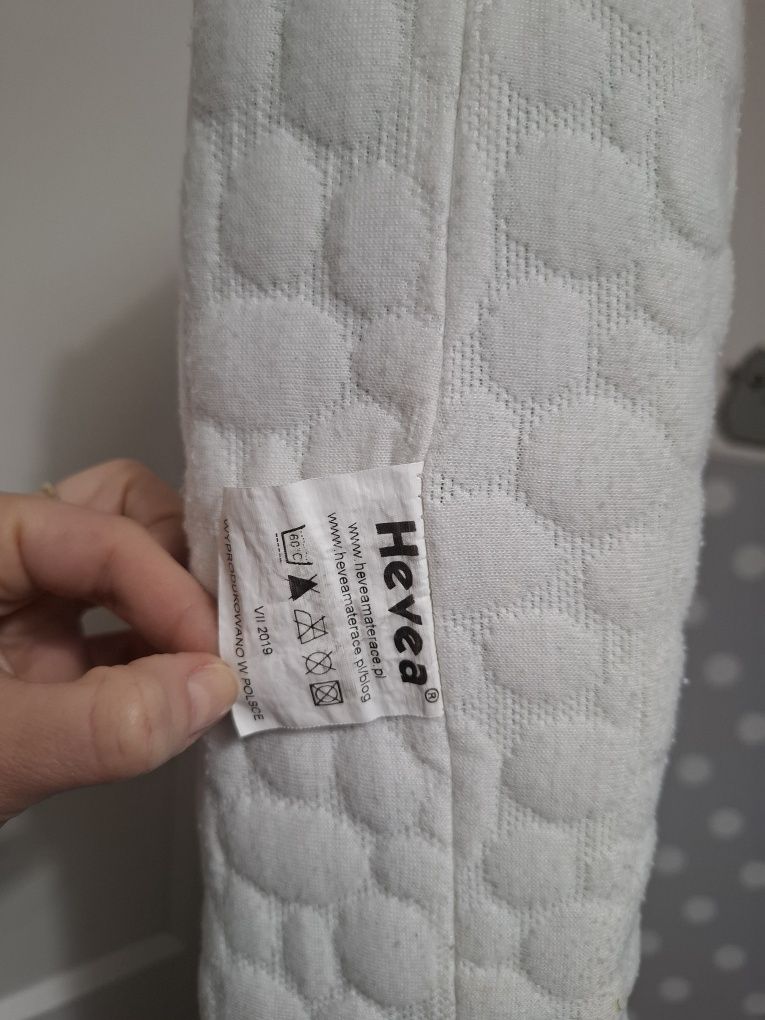 Hevea®
www.heveamaterace.pl
www.heveamaterace.pl/blog
60°C
VII 2019
WYPRODUKOWANO W POLSCE